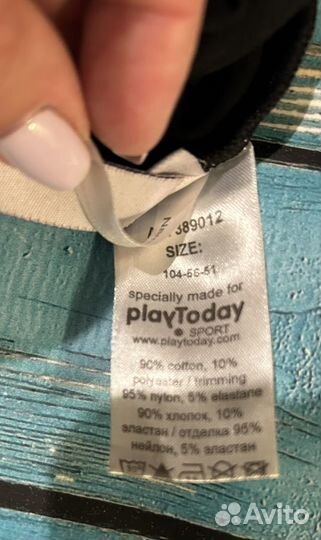 389012
SIZE:
104-56-51
specially made for
playToday
® SPORT
www.playtoday.com
90% cotton, 10%
polyester / trimming
95% nylon, 5% elastane
90% хлопок, 10%
эластан / отделка 95%
нейлон, 5% эластан
Avito